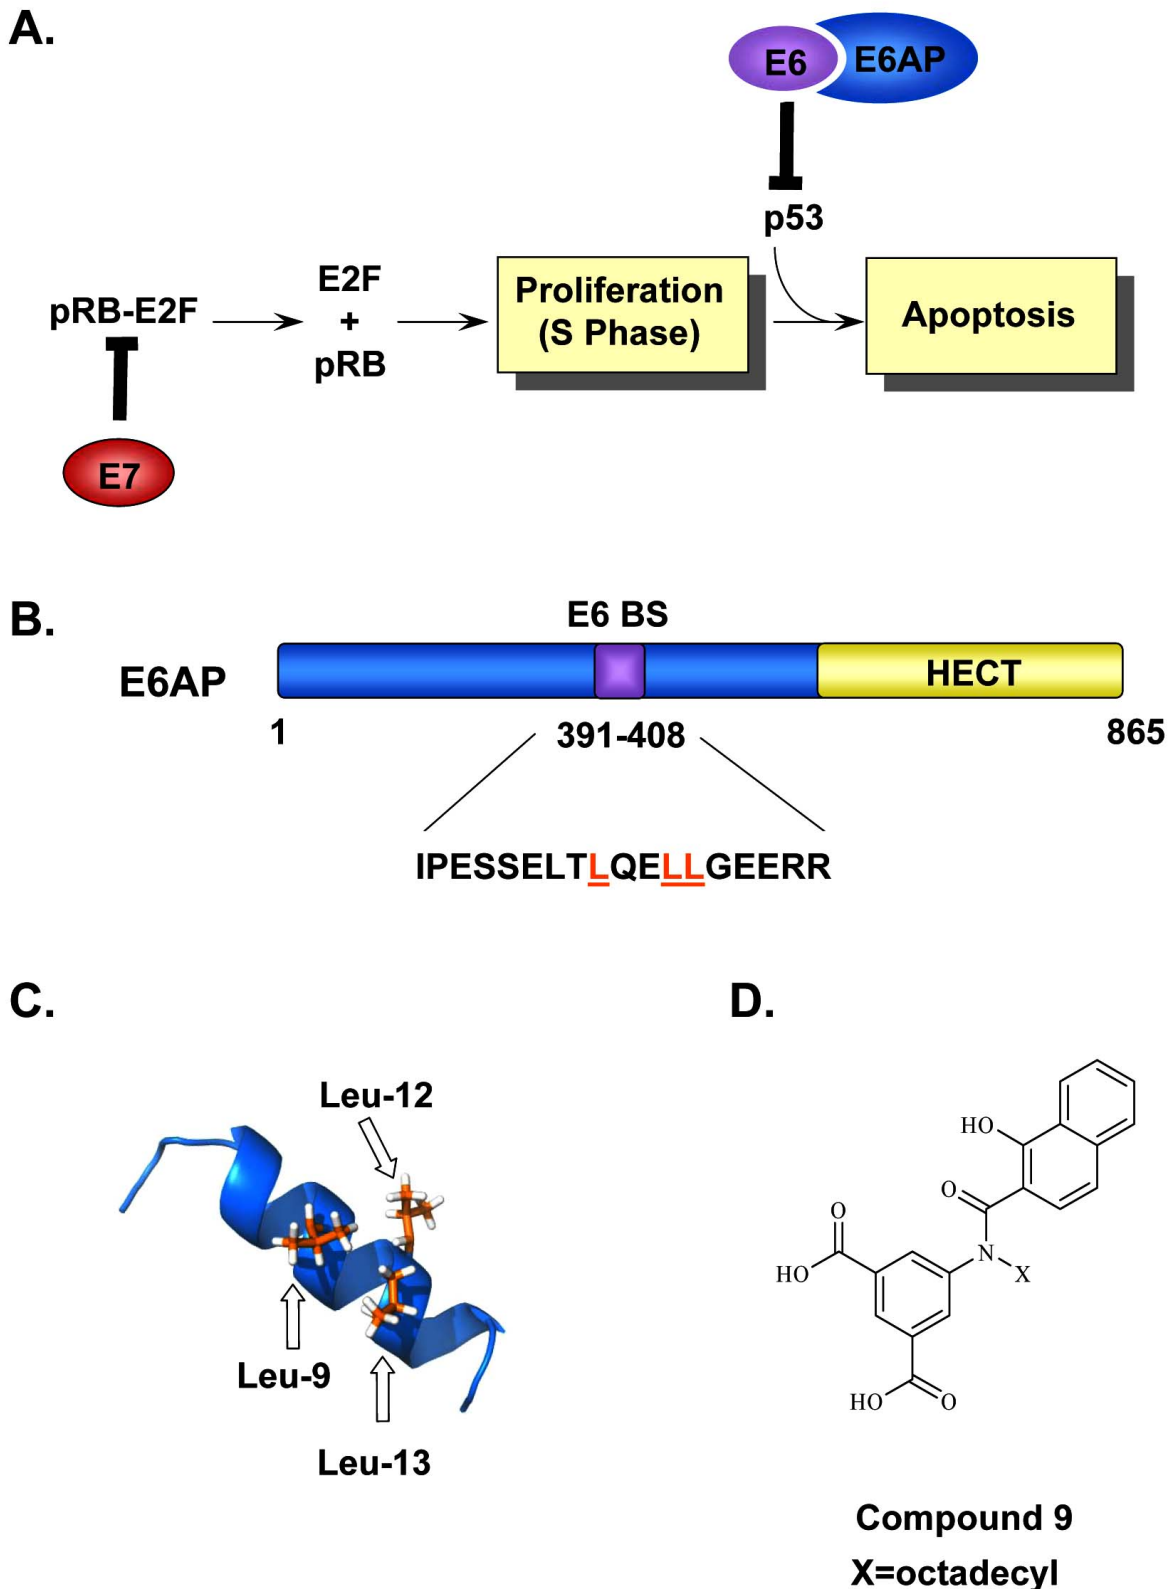 A.
E6
E6AP
p53
pRB-E2F
E2F
+
pRB
Proliferation
(S Phase)
Apoptosis
E7
B.
E6 BS
E6AP
HECT
1
391-408
865
IPESSELTLQELLGEERR
C.
Leu-12
Leu-9
Leu-13
D.
HO
O
N
X
O
HO
HO
O
Compound 9
X=octadecyl